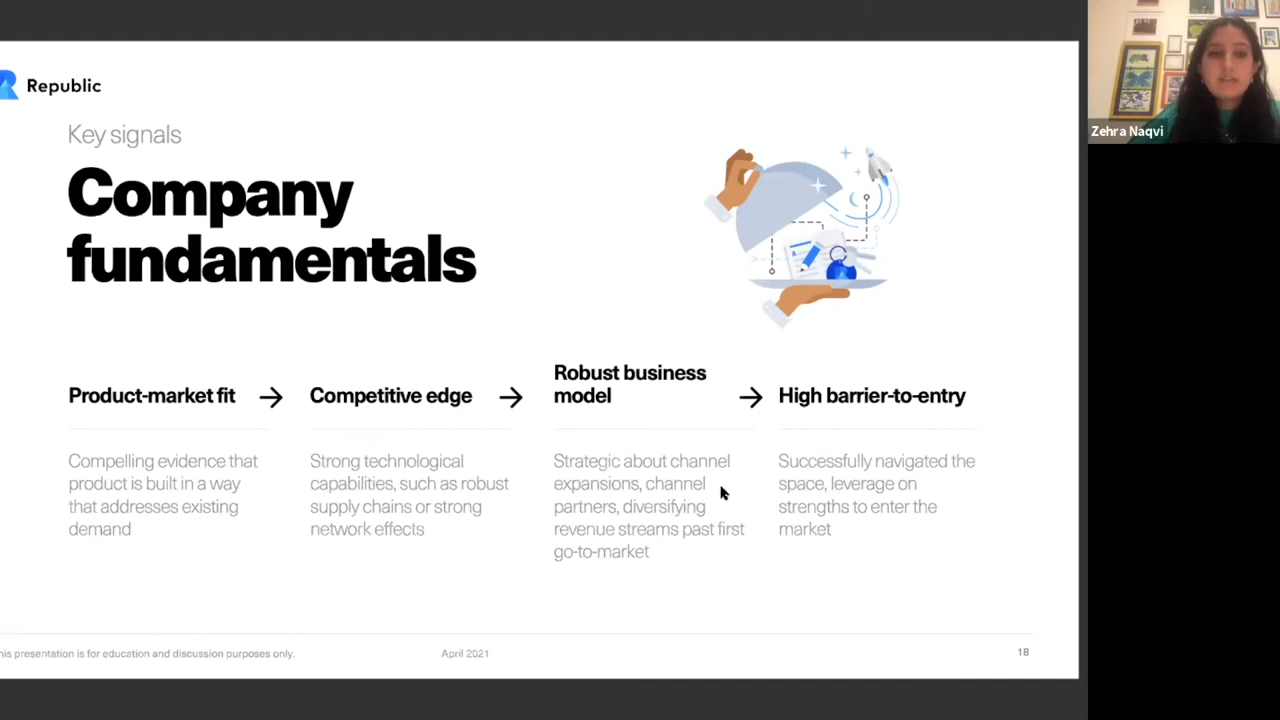 Republic
Zehra Naqvi
Key signals
Company
fundamentals
Product-market fit
Compelling evidence that
product is built in a way
that addresses existing
demand
Competitive edge
Strong technological
capabilities, such as robust
supply chains or strong
network effects
Robust business
model
Strategic about channel
expansions, channel
partners, diversifying
revenue streams past first
go-to-market
High barrier-to-entry
Successfully navigated the
space, leverage on
strengths to enter the
market
his presentation is for education and discussion purposes only.
April 2021
18